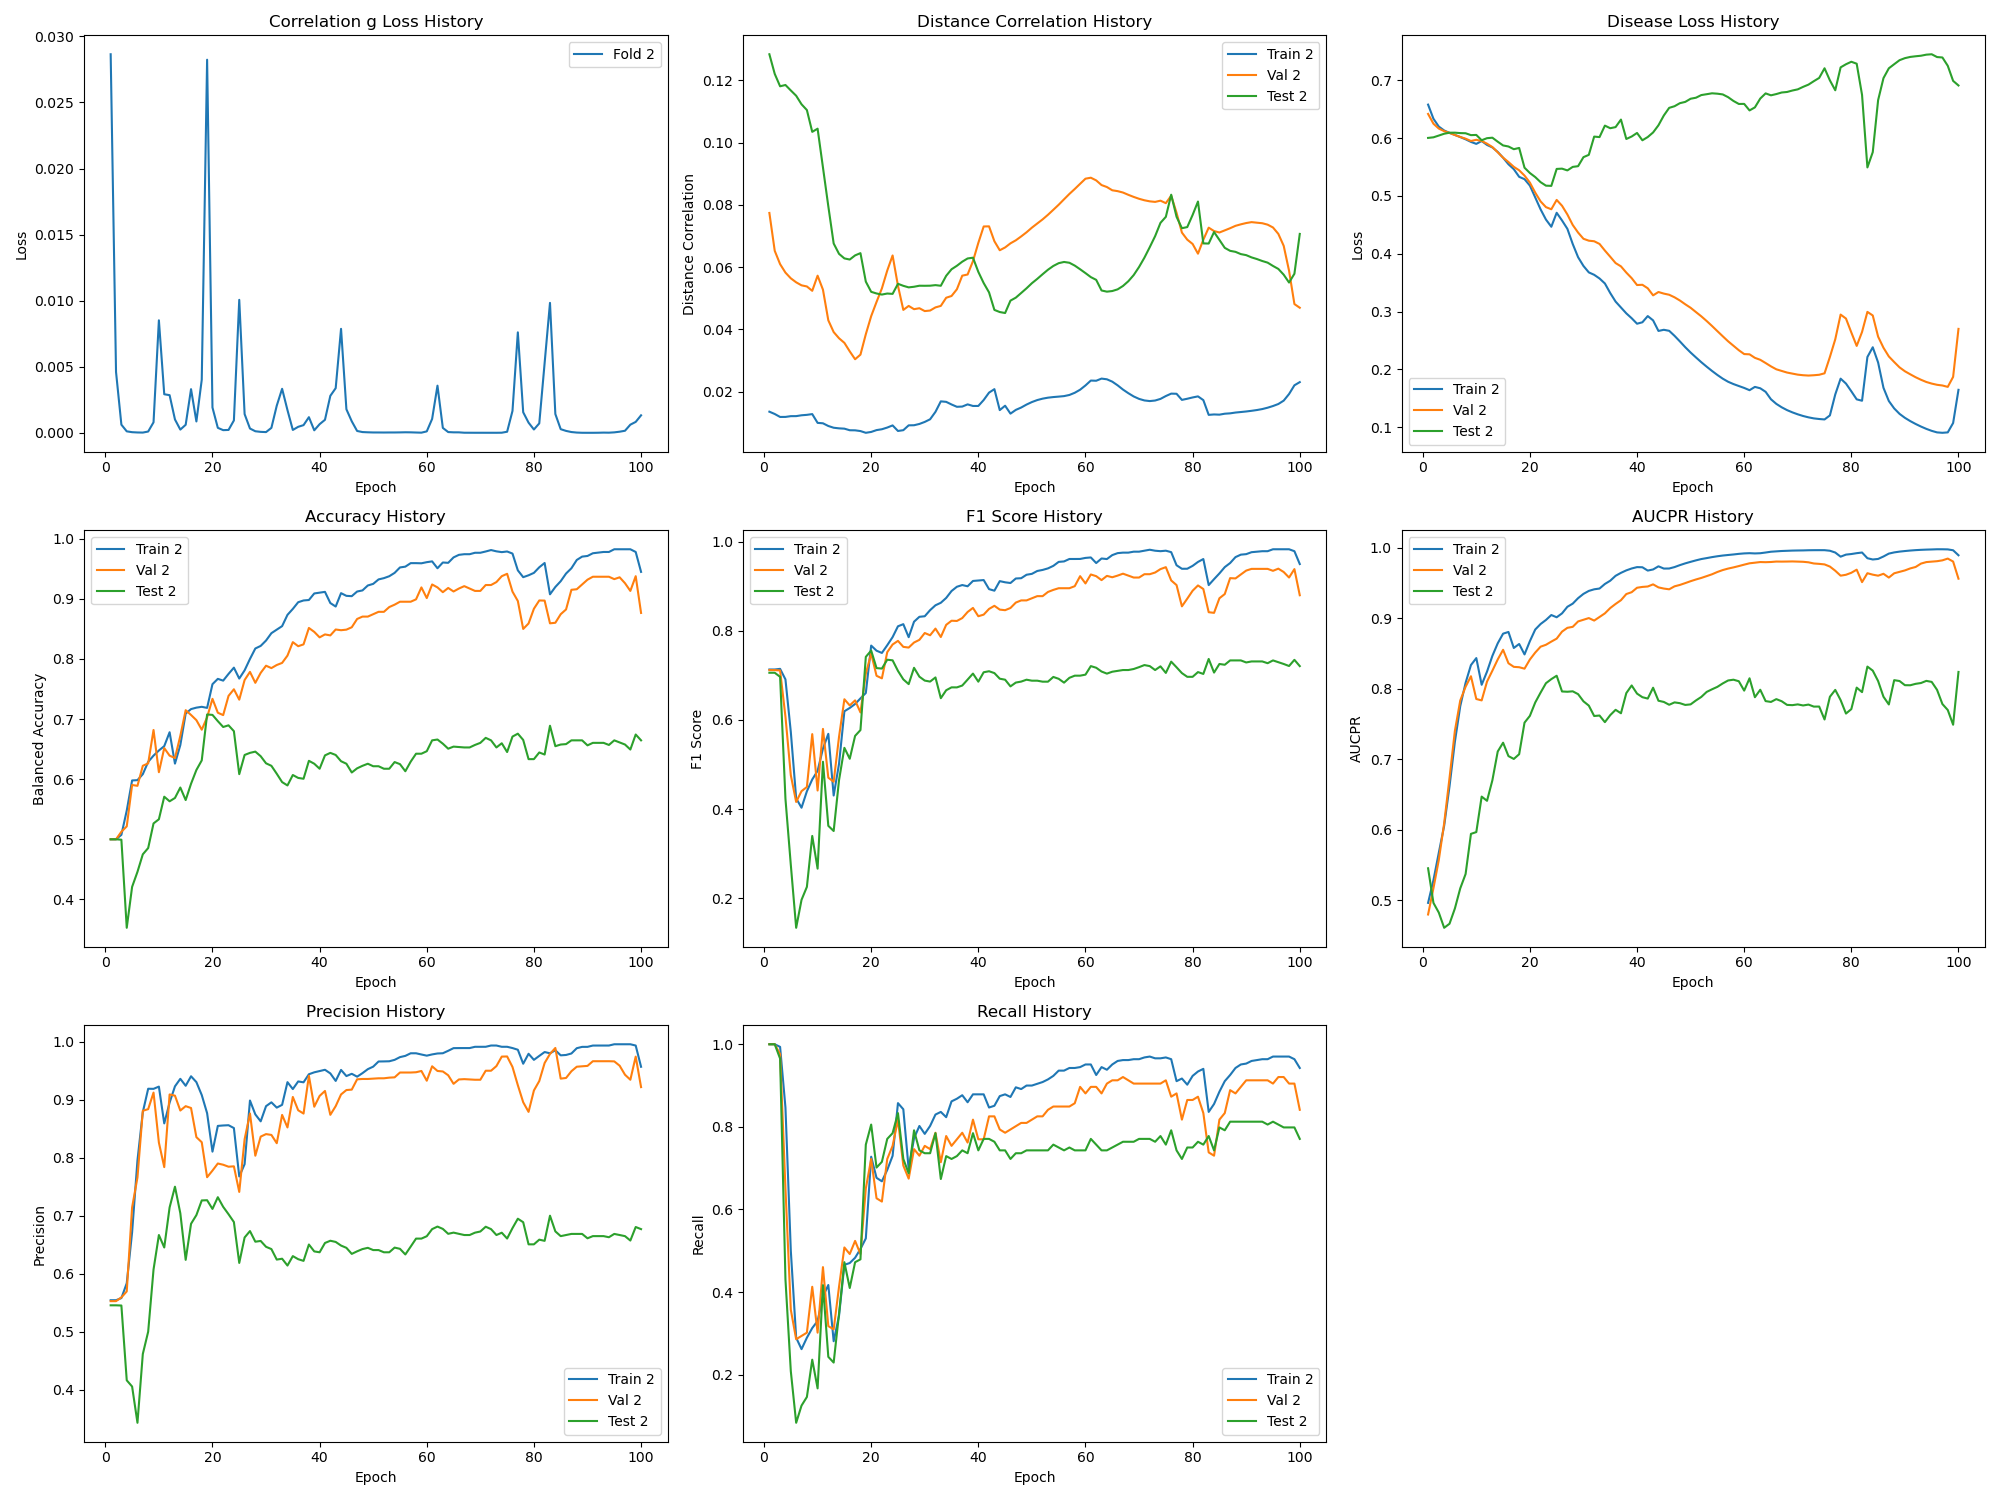 Correlation g Loss History
Loss
0.030
0.025
0.020
0.015
0.010
0.005
0.000
0 20 40 60 80 100
Epoch
Fold 2
Distance Correlation History
Distance Correlation
0.12
0.10
0.08
0.06
0.04
0.02
0 20 40 60 80 100
Epoch
Train 2
Val 2
Test 2
Disease Loss History
Loss
0.7
0.6
0.5
0.4
0.3
0.2
0.1
0 20 40 60 80 100
Epoch
Train 2
Val 2
Test 2
Accuracy History
Balanced Accuracy
1.0
0.9
0.8
0.7
0.6
0.5
0.4
0 20 40 60 80 100
Epoch
Train 2
Val 2
Test 2
F1 Score History
F1 Score
1.0
0.8
0.6
0.4
0.2
0 20 40 60 80 100
Epoch
Train 2
Val 2
Test 2
AUCPR History
AUCPR
1.0
0.9
0.8
0.7
0.6
0.5
0 20 40 60 80 100
Epoch
Train 2
Val 2
Test 2
Precision History
Precision
1.0
0.9
0.8
0.7
0.6
0.5
0.4
0 20 40 60 80 100
Epoch
Train 2
Val 2
Test 2
Recall History
Recall
1.0
0.8
0.6
0.4
0.2
0 20 40 60 80 100
Epoch
Train 2
Val 2
Test 2